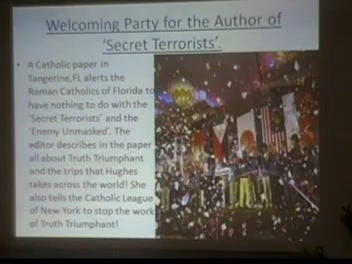 Welcoming Party for the Author of
'Secret Terrorists'.
• A Catholic paper in
Tangerine,FL alerts the
Roman Catholics of Florida to
have nothing to do with the
'Secret Terrorists' and the
'Enemy Unmasked'. The
editor describes in the paper
all about Truth Triumphant
and the trips that Hughes
takes across the world! She
also tells the Catholic League
of New York to stop the work
of Truth Triumphant!